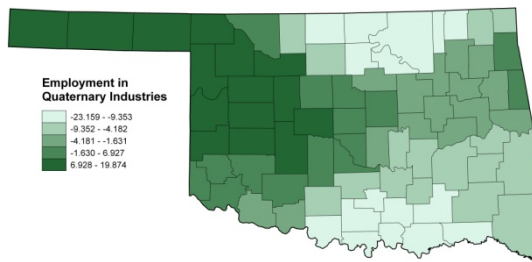 Employment in
Quaternary Industries
-23.159 - -9.353
-9.352 - -4.182
-4.181 - -1.631
-1.630 - 6.927
6.928 - 19.874